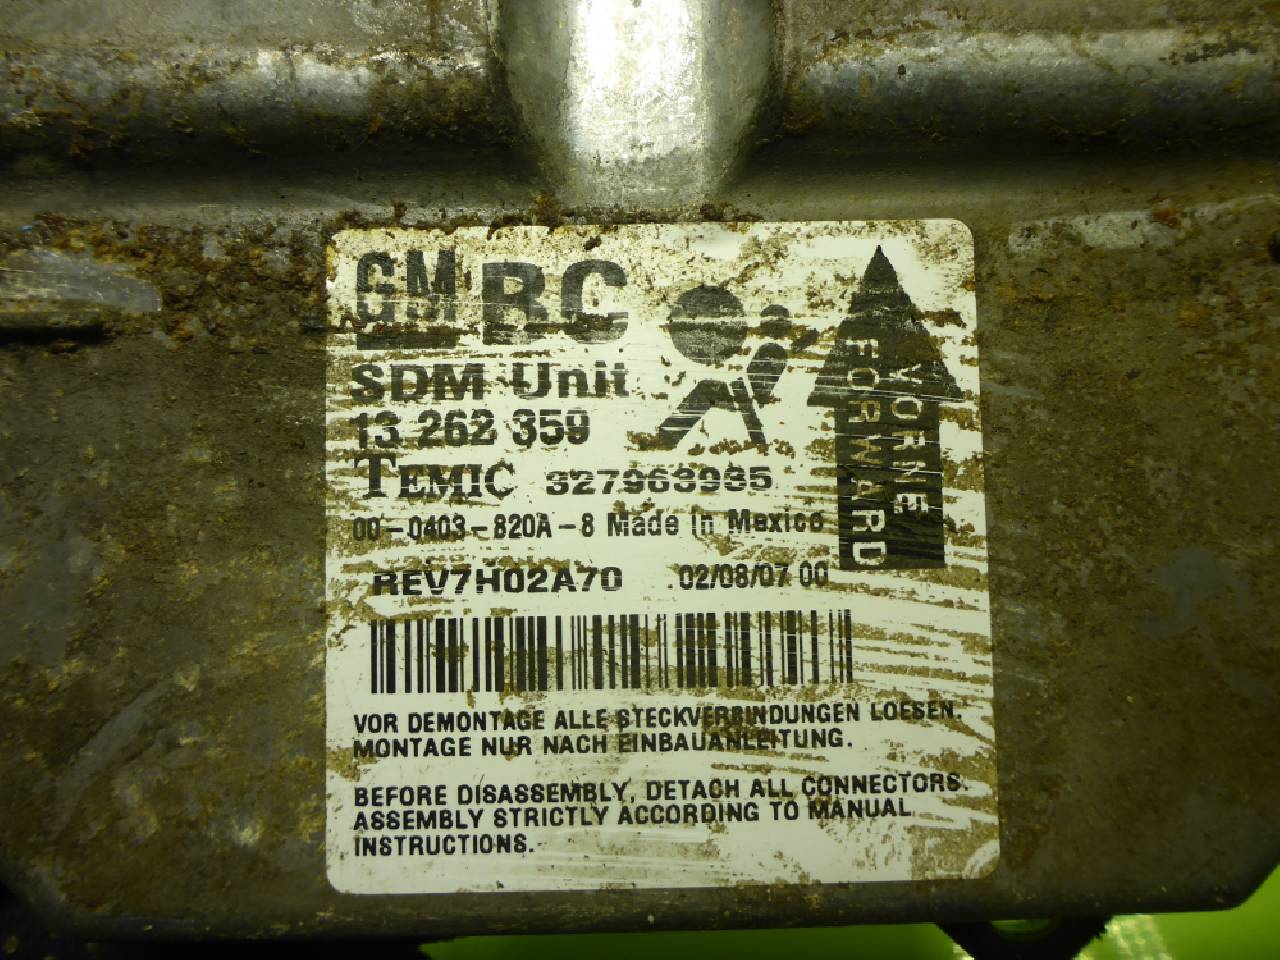 GM RC
SDM Unit
13 262 359
TEMIC 327963935
00-0403-820A-8 Made in Mexico
REV7H02A70 02/08/07 00
VORNE
FORWARD
VOR DEMONTAGE ALLE STECKVERBINDUNGEN LOESEN.
MONTAGE NUR NACH EINBAUANLEITUNG.
BEFORE DISASSEMBLY, DETACH ALL CONNECTORS.
ASSEMBLY STRICTLY ACCORDING TO MANUAL
INSTRUCTIONS.